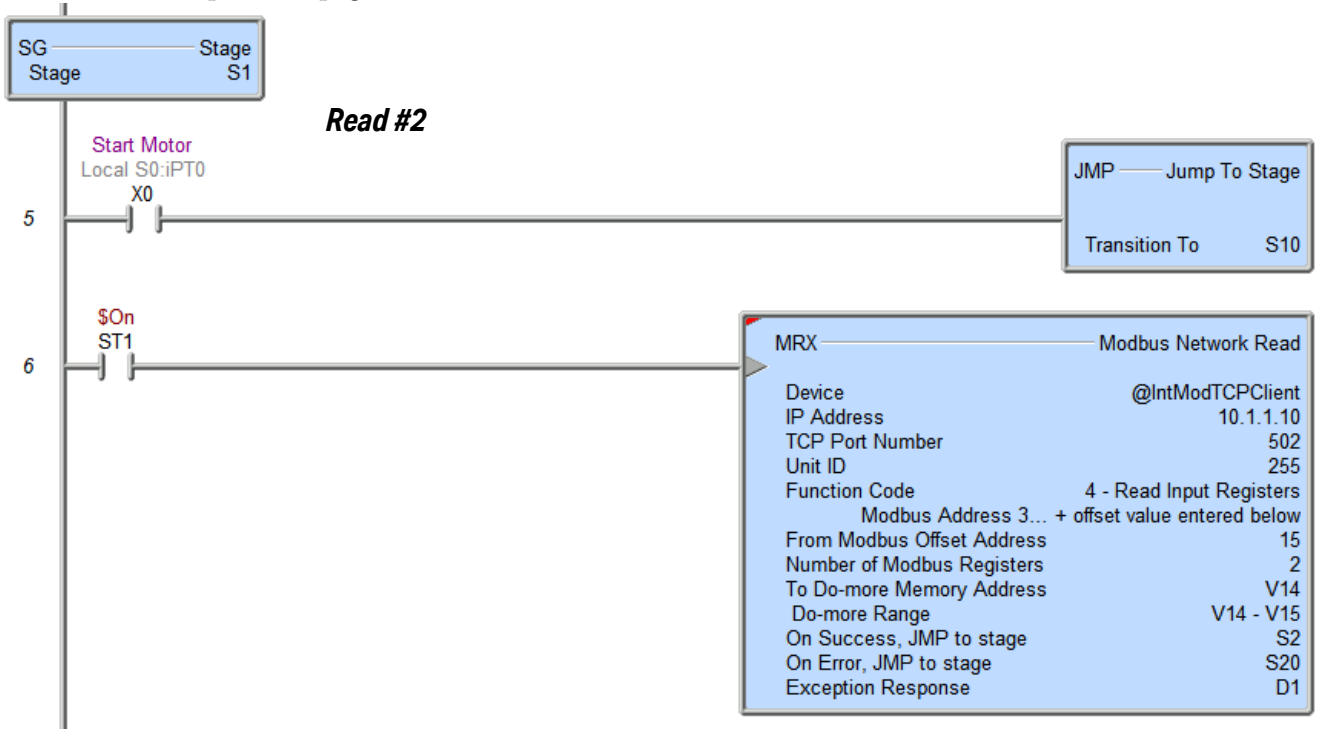 SG Stage
Stage S1
Read #2
Start Motor
Local S0:iPT0
X0
JMP Jump To Stage
5
Transition To S10
$On
ST1
6
MRX Modbus Network Read
Device @IntModTCPClient
IP Address 10.1.1.10
TCP Port Number 502
Unit ID 255
Function Code 4 - Read Input Registers
Modbus Address 3... + offset value entered below
From Modbus Offset Address 15
Number of Modbus Registers 2
To Do-more Memory Address V14
Do-more Range V14 - V15
On Success, JMP to stage S2
On Error, JMP to stage S20
Exception Response D1